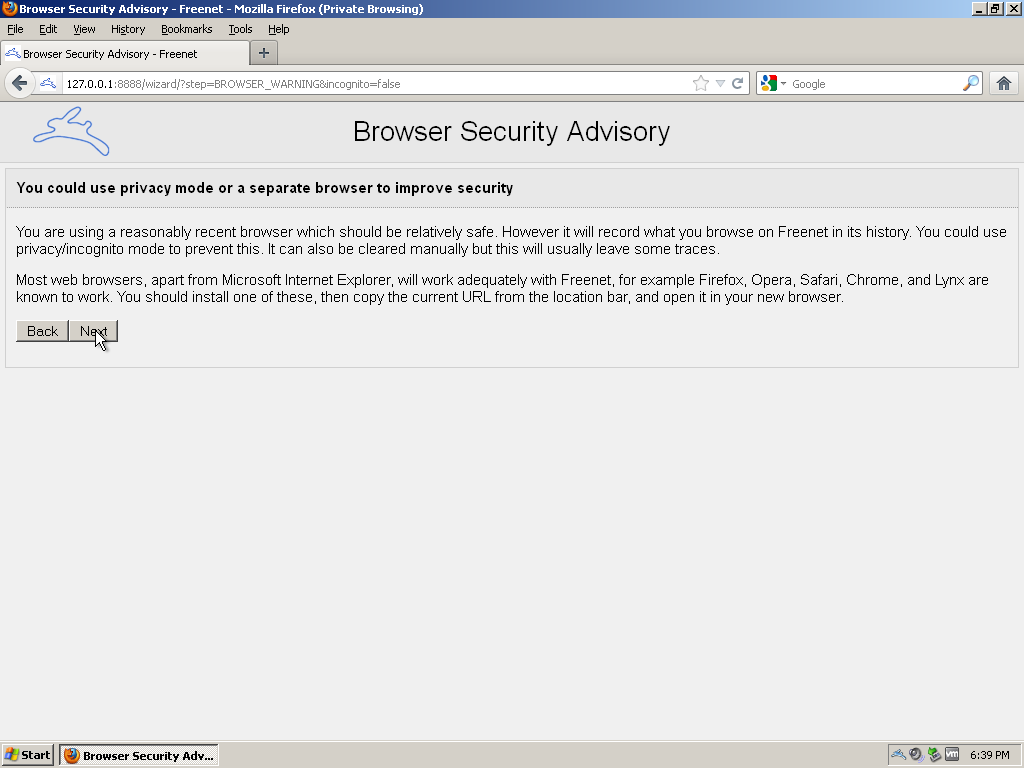 Browser Security Advisory - Freenet - Mozilla Firefox (Private Browsing)
File Edit View History Bookmarks Tools Help
Browser Security Advisory - Freenet
127.0.0.1:8888/wizard/?step=BROWSER_WARNING&incognito=false
Google
Browser Security Advisory
You could use privacy mode or a separate browser to improve security
You are using a reasonably recent browser which should be relatively safe. However it will record what you browse on Freenet in its history. You could use
privacy/incognito mode to prevent this. It can also be cleared manually but this will usually leave some traces.
Most web browsers, apart from Microsoft Internet Explorer, will work adequately with Freenet, for example Firefox, Opera, Safari, Chrome, and Lynx are
known to work. You should install one of these, then copy the current URL from the location bar, and open it in your new browser.
Back Next
Start Browser Security Adv... vm 6:39 PM